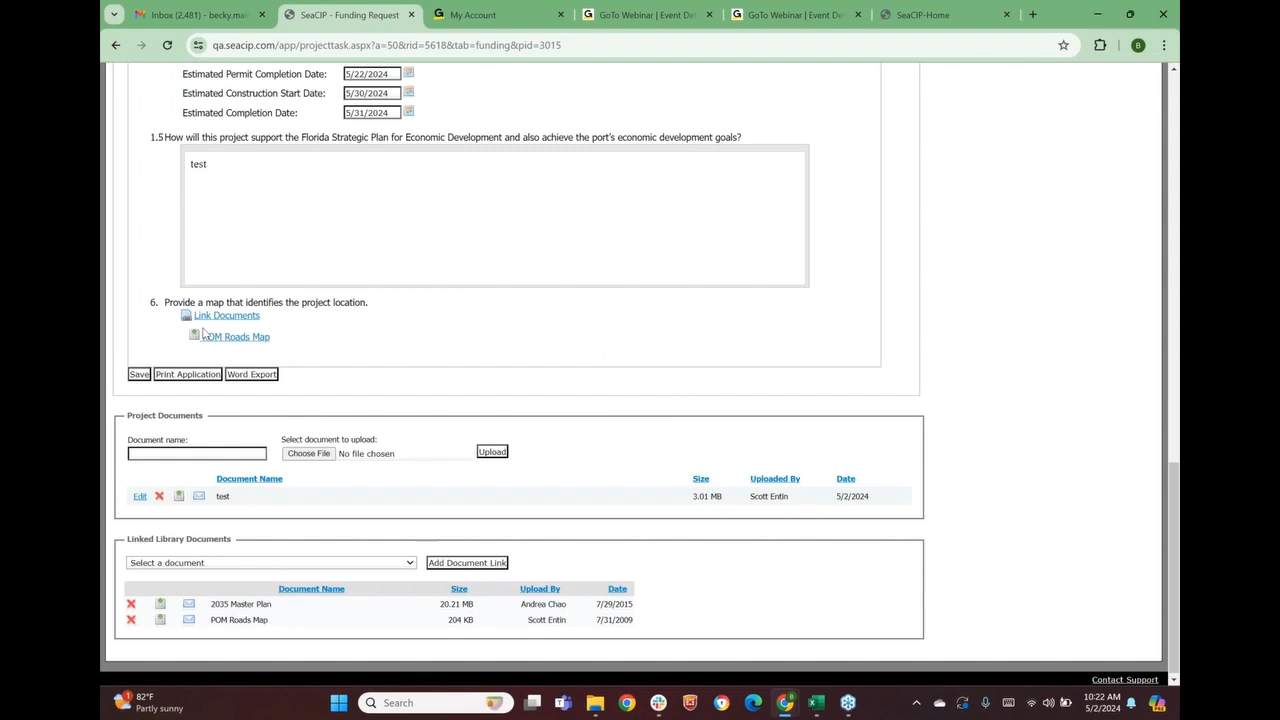 Inbox (2,481) - becky.mai
SeaCIP - Funding Request
My Account
GoTo Webinar | Event De
GoTo Webinar | Event De
SeaCIP-Home
qa.seacip.com/app/projecttask.aspx?a=50&rid=5618&tab=funding&pid=3015
B
Estimated Permit Completion Date: 5/22/2024
Estimated Construction Start Date: 5/30/2024
Estimated Completion Date: 5/31/2024
1.5 How will this project support the Florida Strategic Plan for Economic Development and also achieve the port's economic development goals?
test
6. Provide a map that identifies the project location.
Link Documents
POM Roads Map
Save Print Application Word Export
Project Documents
Document name: Select document to upload:
Choose File No file chosen Upload
Document Name Size Uploaded By Date
Edit test 3.01 MB Scott Entin 5/2/2024
Linked Library Documents
Select a document Add Document Link
Document Name Size Upload By Date
2035 Master Plan 20.21 MB Andrea Chao 7/29/2015
POM Roads Map 204 KB Scott Entin 7/31/2009
Contact Support
1 82°F
Partly sunny
Search
10:22 AM
5/2/2024